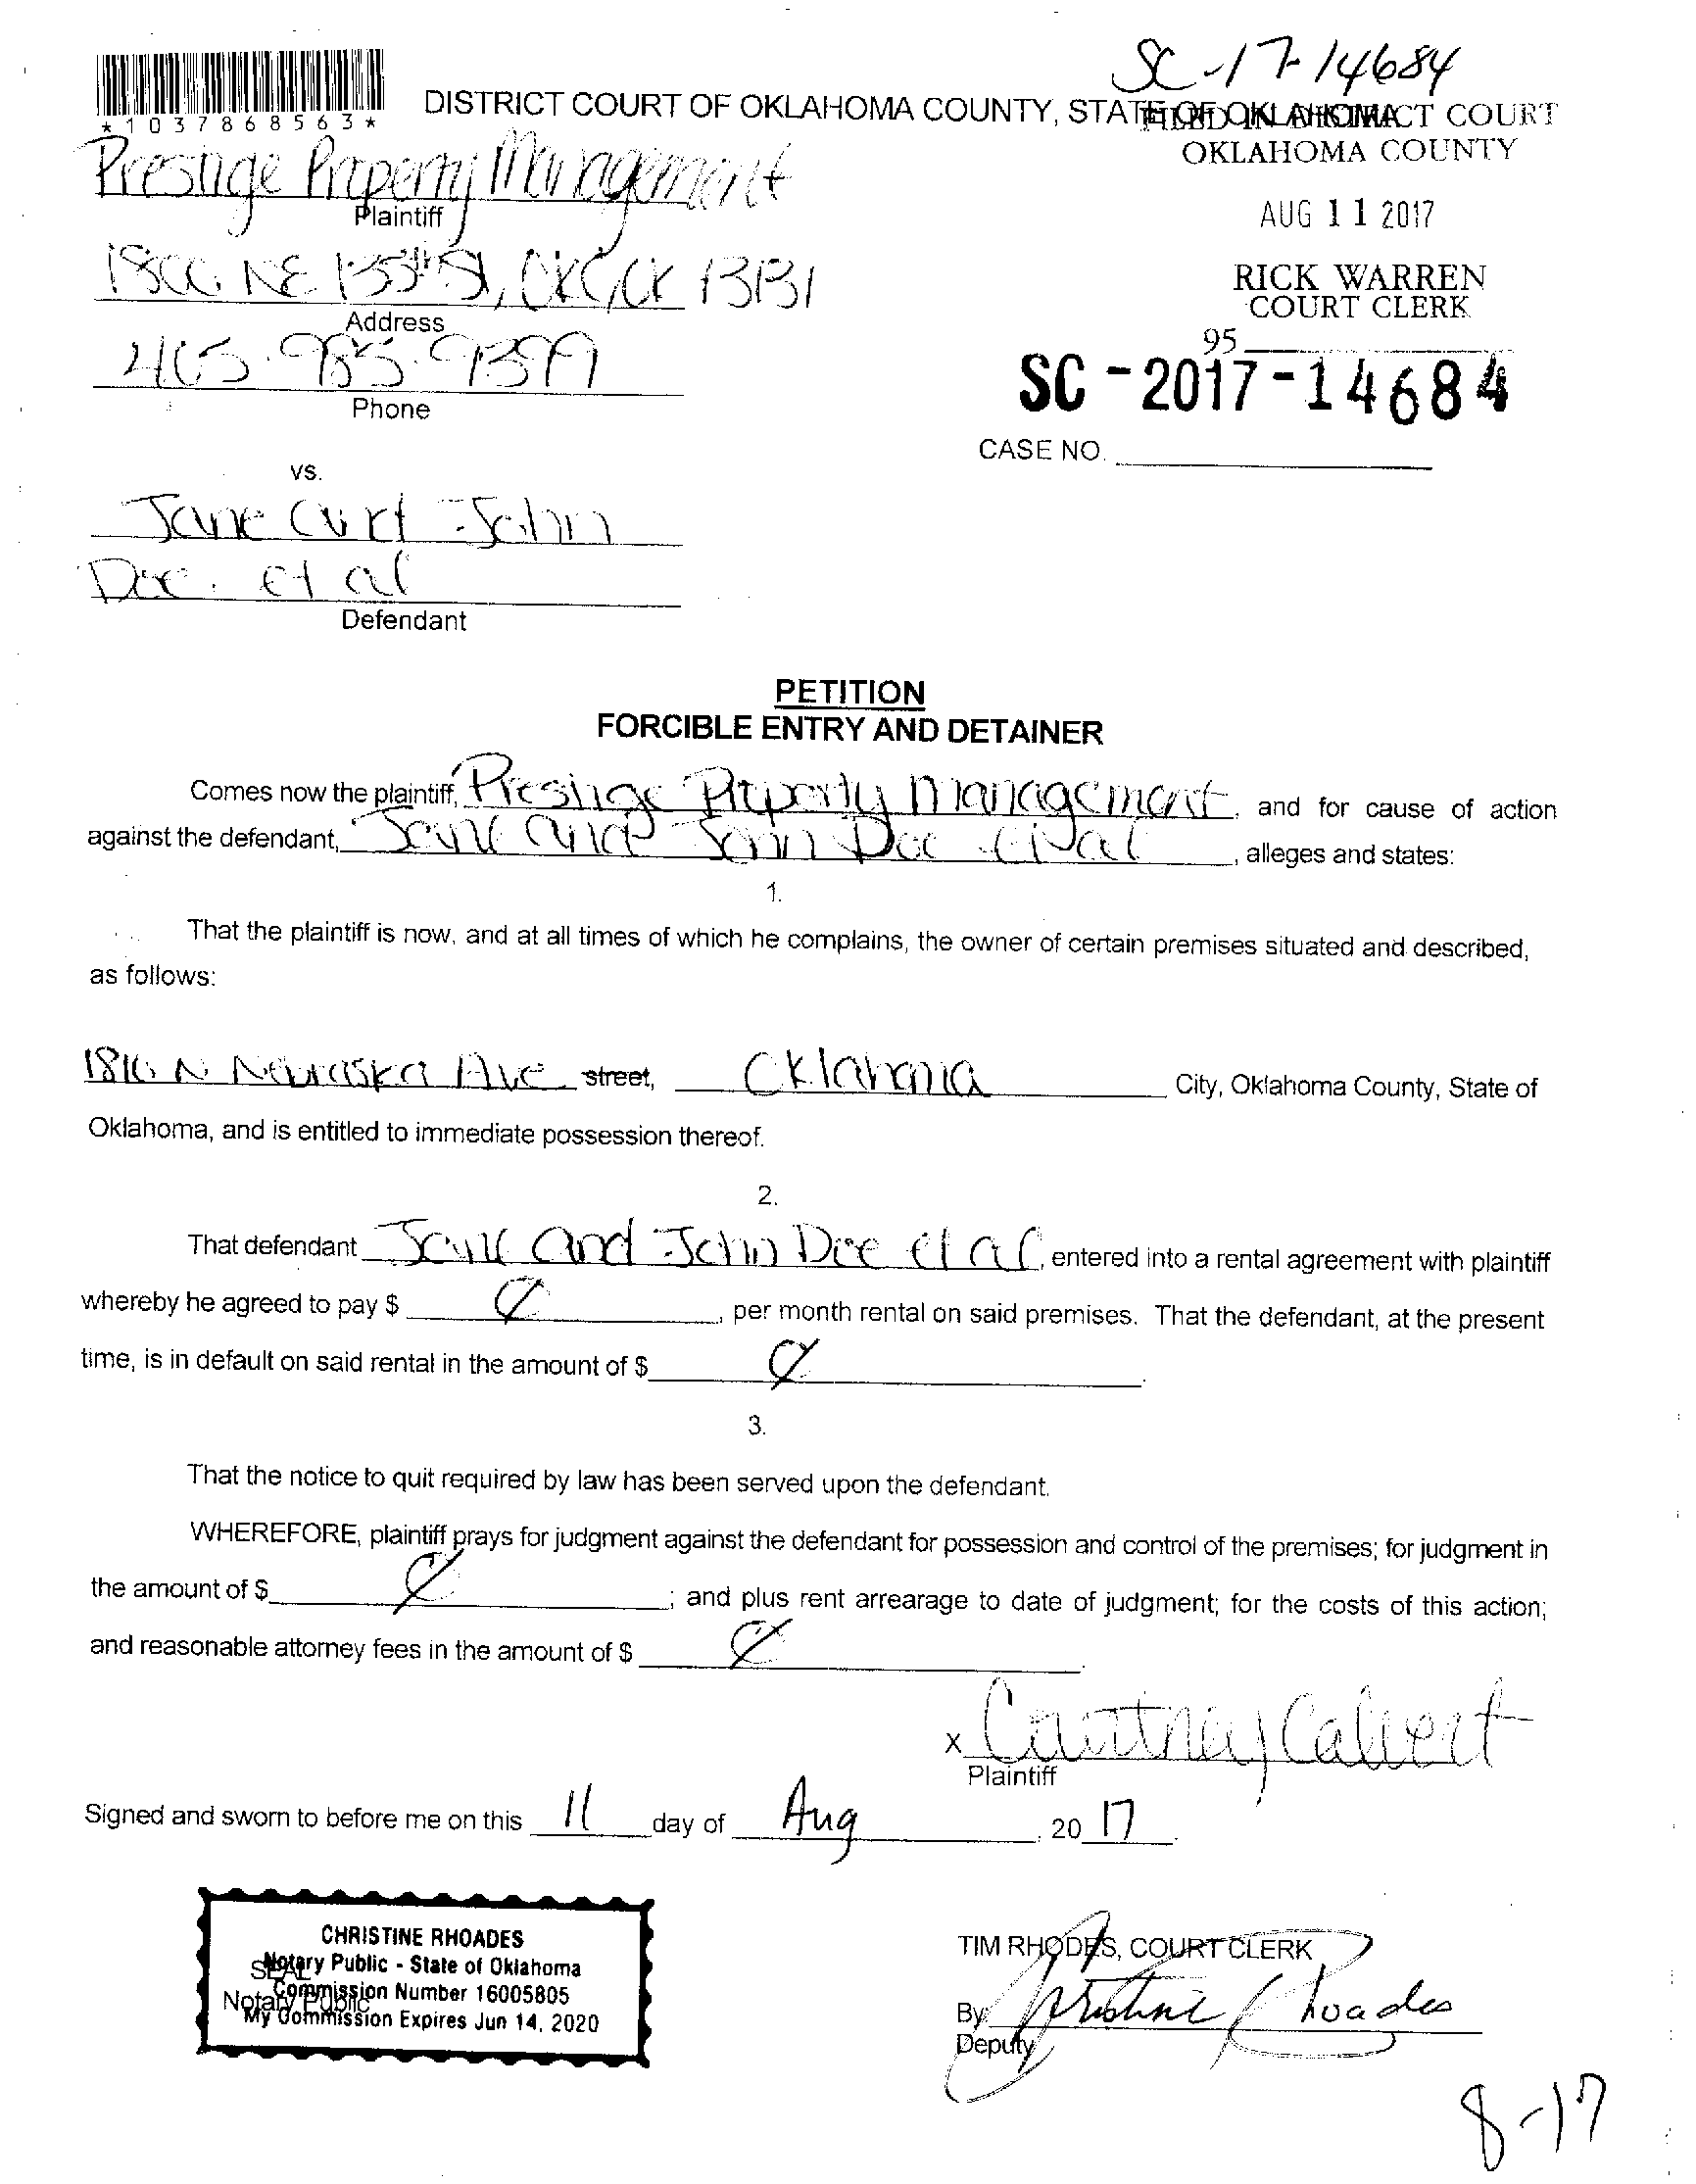 SC-17-14684
*1037868563*
DISTRICT COURT OF OKLAHOMA COUNTY, STATE OF OKLAHOMA
FILED IN DISTRICT COURT
OKLAHOMA COUNTY
Prestige Property Management
Plaintiff
AUG 11 2017
RICK WARREN
COURT CLERK
Address
95
405.985.9399
Phone
SC-2017-14684
CASE NO.
vs.
Jane and John
Doe. et al
Defendant
PETITION
FORCIBLE ENTRY AND DETAINER
Comes now the plaintiff, Prestige Property Management, and for cause of action
against the defendant, Jane and John Doe et al, alleges and states:
1.
That the plaintiff is now, and at all times of which he complains, the owner of certain premises situated and described,
as follows:
1816 N Nebraska Ave street, Oklahoma City, Oklahoma County, State of
Oklahoma, and is entitled to immediate possession thereof.
2.
That defendant Jane and John Doe et al, entered into a rental agreement with plaintiff
whereby he agreed to pay $ Ø, per month rental on said premises. That the defendant, at the present
time, is in default on said rental in the amount of $ Ø.
3.
That the notice to quit required by law has been served upon the defendant.
WHEREFORE, plaintiff prays for judgment against the defendant for possession and control of the premises; for judgment in
the amount of $ Ø; and plus rent arrearage to date of judgment; for the costs of this action;
and reasonable attorney fees in the amount of $ Ø.
x Courtney Calvert
Plaintiff
Signed and sworn to before me on this 11 day of Aug, 20 17.
CHRISTINE RHOADES
Notary Public - State of Oklahoma
Commission Number 16005805
My Commission Expires Jun 14, 2020
SEAL
Notary Public
TIM RHODES, COURT CLERK
By Christine Rhoades
Deputy
8-17